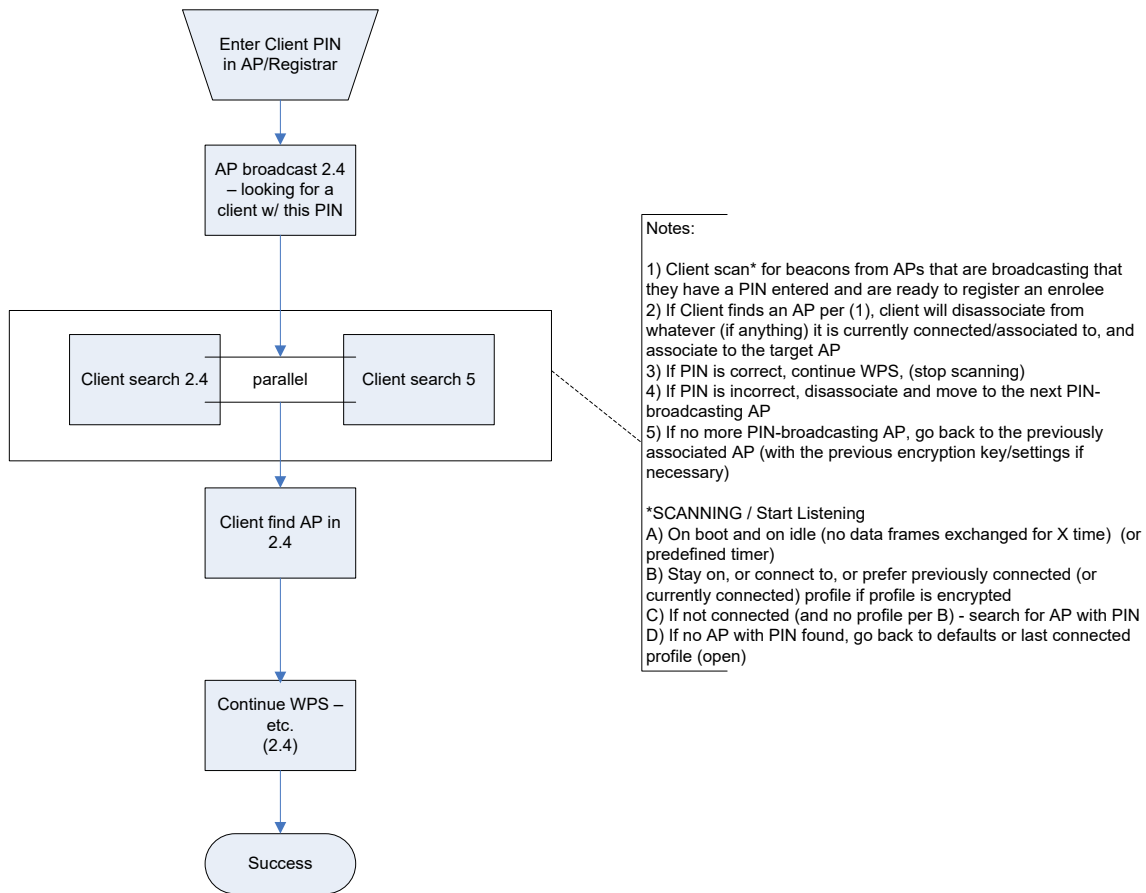 Enter Client PIN
in AP/Registrar
AP broadcast 2.4
– looking for a
client w/ this PIN
Client search 2.4
parallel
Client search 5
Client find AP in
2.4
Continue WPS –
etc.
(2.4)
Success
Notes:
1) Client scan* for beacons from APs that are broadcasting that
they have a PIN entered and are ready to register an enrolee
2) If Client finds an AP per (1), client will disassociate from
whatever (if anything) it is currently connected/associated to, and
associate to the target AP
3) If PIN is correct, continue WPS, (stop scanning)
4) If PIN is incorrect, disassociate and move to the next PIN-
broadcasting AP
5) If no more PIN-broadcasting AP, go back to the previously
associated AP (with the previous encryption key/settings if
necessary)
*SCANNING / Start Listening
A) On boot and on idle (no data frames exchanged for X time)  (or
predefined timer)
B) Stay on, or connect to, or prefer previously connected (or
currently connected) profile if profile is encrypted
C) If not connected (and no profile per B) - search for AP with PIN
D) If no AP with PIN found, go back to defaults or last connected
profile (open)